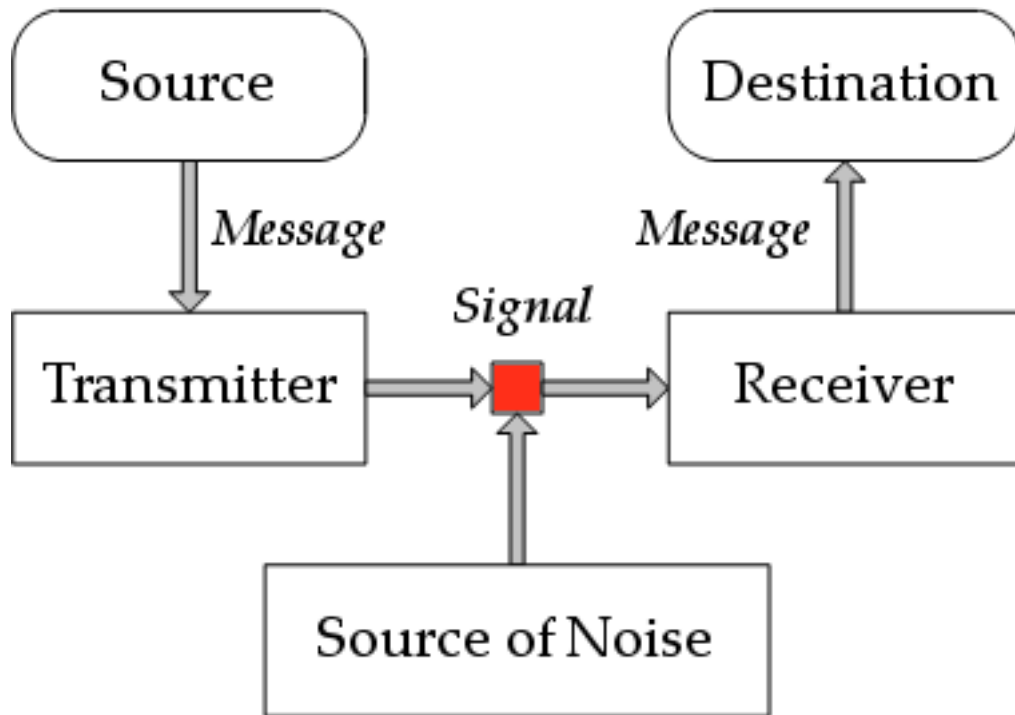 Source
Destination
Message
Message
Signal
Transmitter
Receiver
Source of Noise